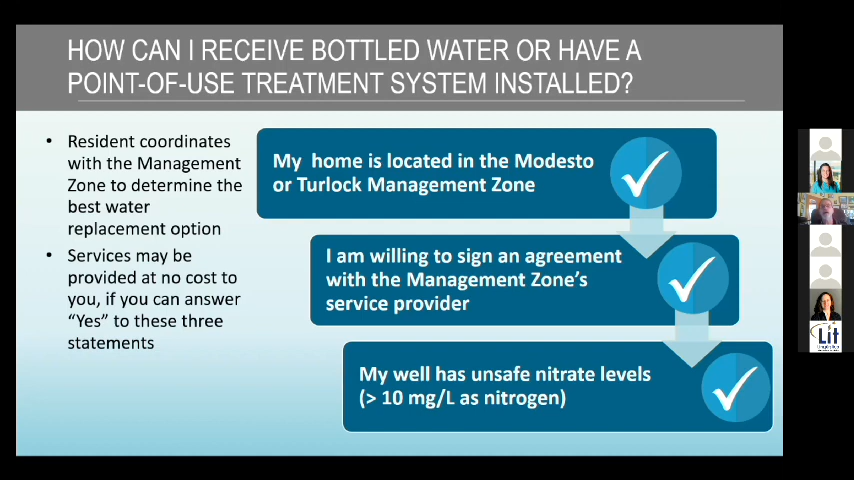 HOW CAN I RECEIVE BOTTLED WATER OR HAVE A
POINT-OF-USE TREATMENT SYSTEM INSTALLED?
• Resident coordinates
with the Management
Zone to determine the
best water
replacement option
• Services may be
provided at no cost to
you, if you can answer
“Yes” to these three
statements
My home is located in the Modesto
or Turlock Management Zone
I am willing to sign an agreement
with the Management Zone’s
service provider
My well has unsafe nitrate levels
(> 10 mg/L as nitrogen)
Lit